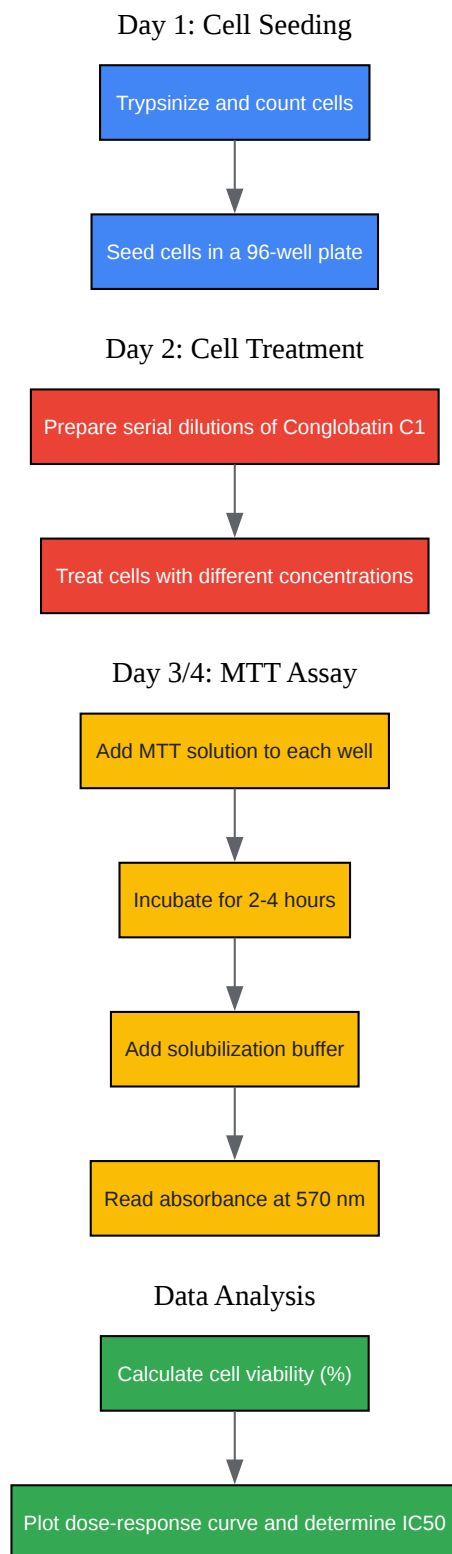 Day 1: Cell Seeding
Trypsinize and count cells
Seed cells in a 96-well plate
Day 2: Cell Treatment
Prepare serial dilutions of Conglobatin C1
Treat cells with different concentrations
Day 3/4: MTT Assay
Add MTT solution to each well
Incubate for 2-4 hours
Add solubilization buffer
Read absorbance at 570 nm
Data Analysis
Calculate cell viability (%)
Plot dose-response curve and determine IC50